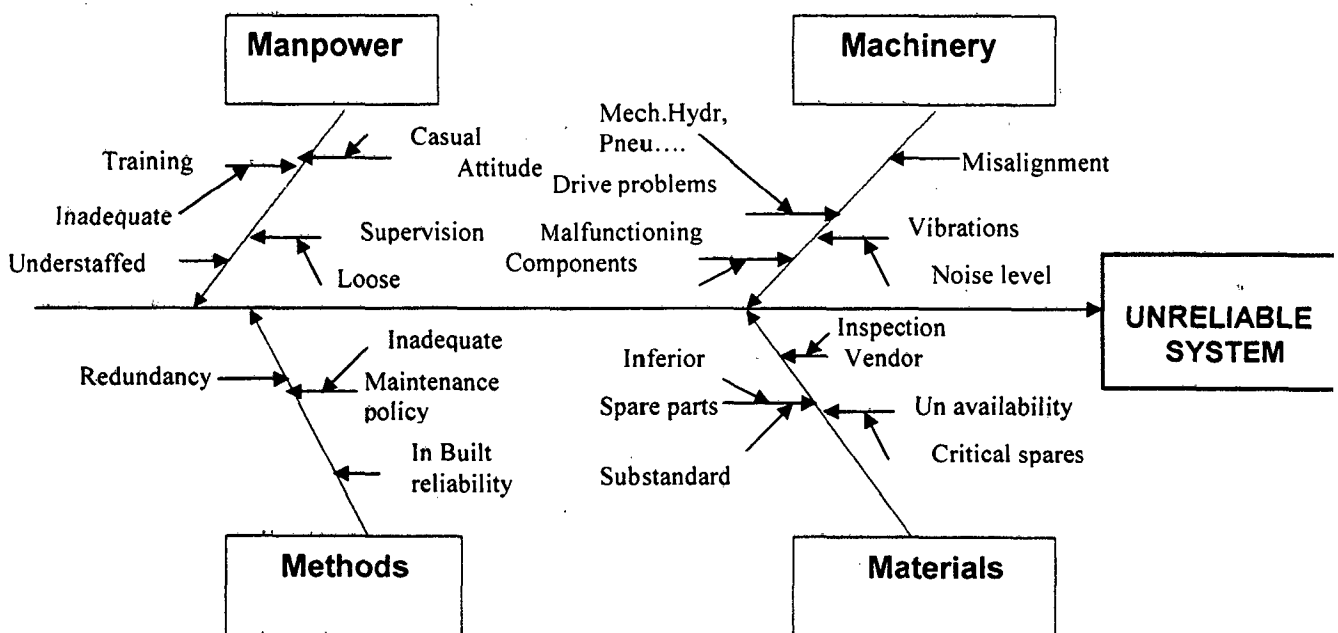 Manpower
Machinery
Mech.Hydr,
Pneu....
Casual
Attitude
Training
Misalignment
Drive problems
Inadequate
Supervision
Malfunctioning
Components
Vibrations
Understaffed
Loose
Noise level
UNRELIABLE
SYSTEM
Inadequate
Inspection
Vendor
Redundancy
Maintenance
policy
Inferior
Spare parts
Un availability
In Built
reliability
Substandard
Critical spares
Methods
Materials